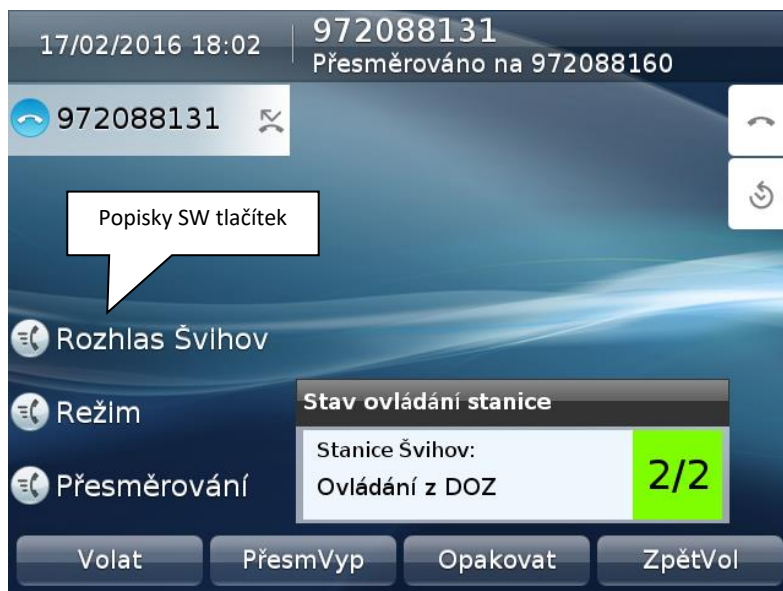 17/02/2016 18:02
972088131
Přesměrováno na 972088160
972088131
Popisky SW tlačítek
Rozhlas Švihov
Režim
Přesměrování
Stav ovládání stanice
Stanice Švihov:
Ovládání z DOZ
2/2
Volat
PřesmVyp
Opakovat
ZpětVol